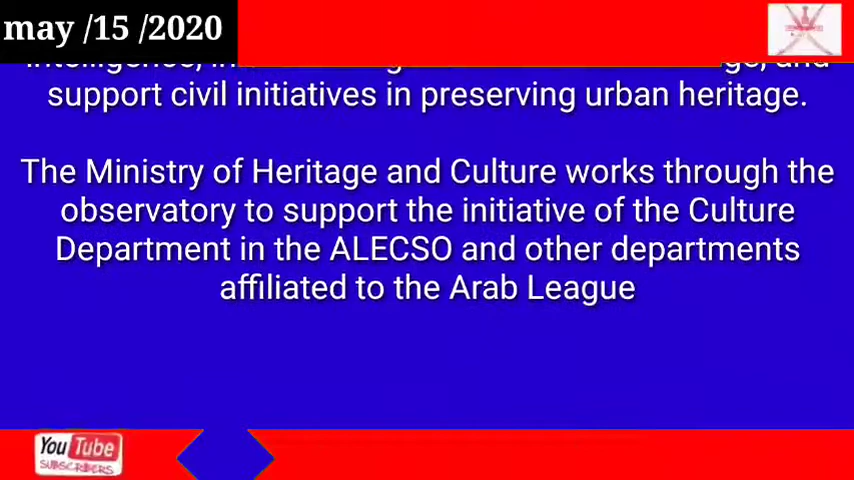 may /15 /2020
support civil initiatives in preserving urban heritage.
The Ministry of Heritage and Culture works through the
observatory to support the initiative of the Culture
Department in the ALECSO and other departments
affiliated to the Arab League
YouTube
SUBSCRIBERS